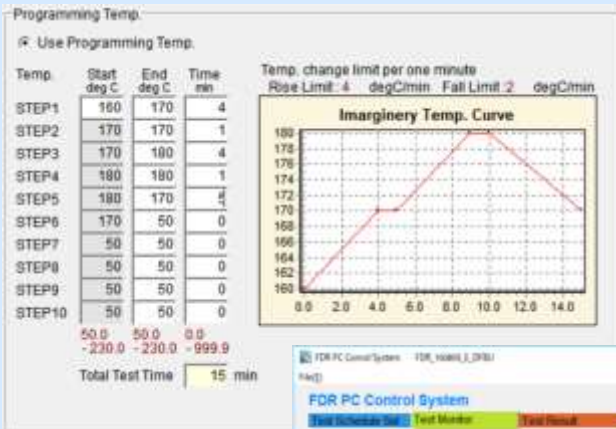 Programming Temp.
Use Programming Temp.
Temp. Start End Time
deg C deg C min
STEP1 160 170 4
STEP2 170 170 1
STEP3 170 180 4
STEP4 180 180 1
STEP5 180 170 5
STEP6 170 50 0
STEP7 50 50 0
STEP8 50 50 0
STEP9 50 50 0
STEP10 50 50 0
50.0 50.0 0.0
-230.0 -230.0 -999.9
Total Test Time 15 min
Temp. change limit per one minute
Rise Limit: 4 degC/min Fall Limit: 2 degC/min
Imarginery Temp. Curve
180
178
176
174
172
170
168
166
164
162
160
0.0 2.0 4.0 6.0 8.0 10.0 12.0 14.0
FDR PC Control System
FDR PC Control System
Test Monitor Test Result